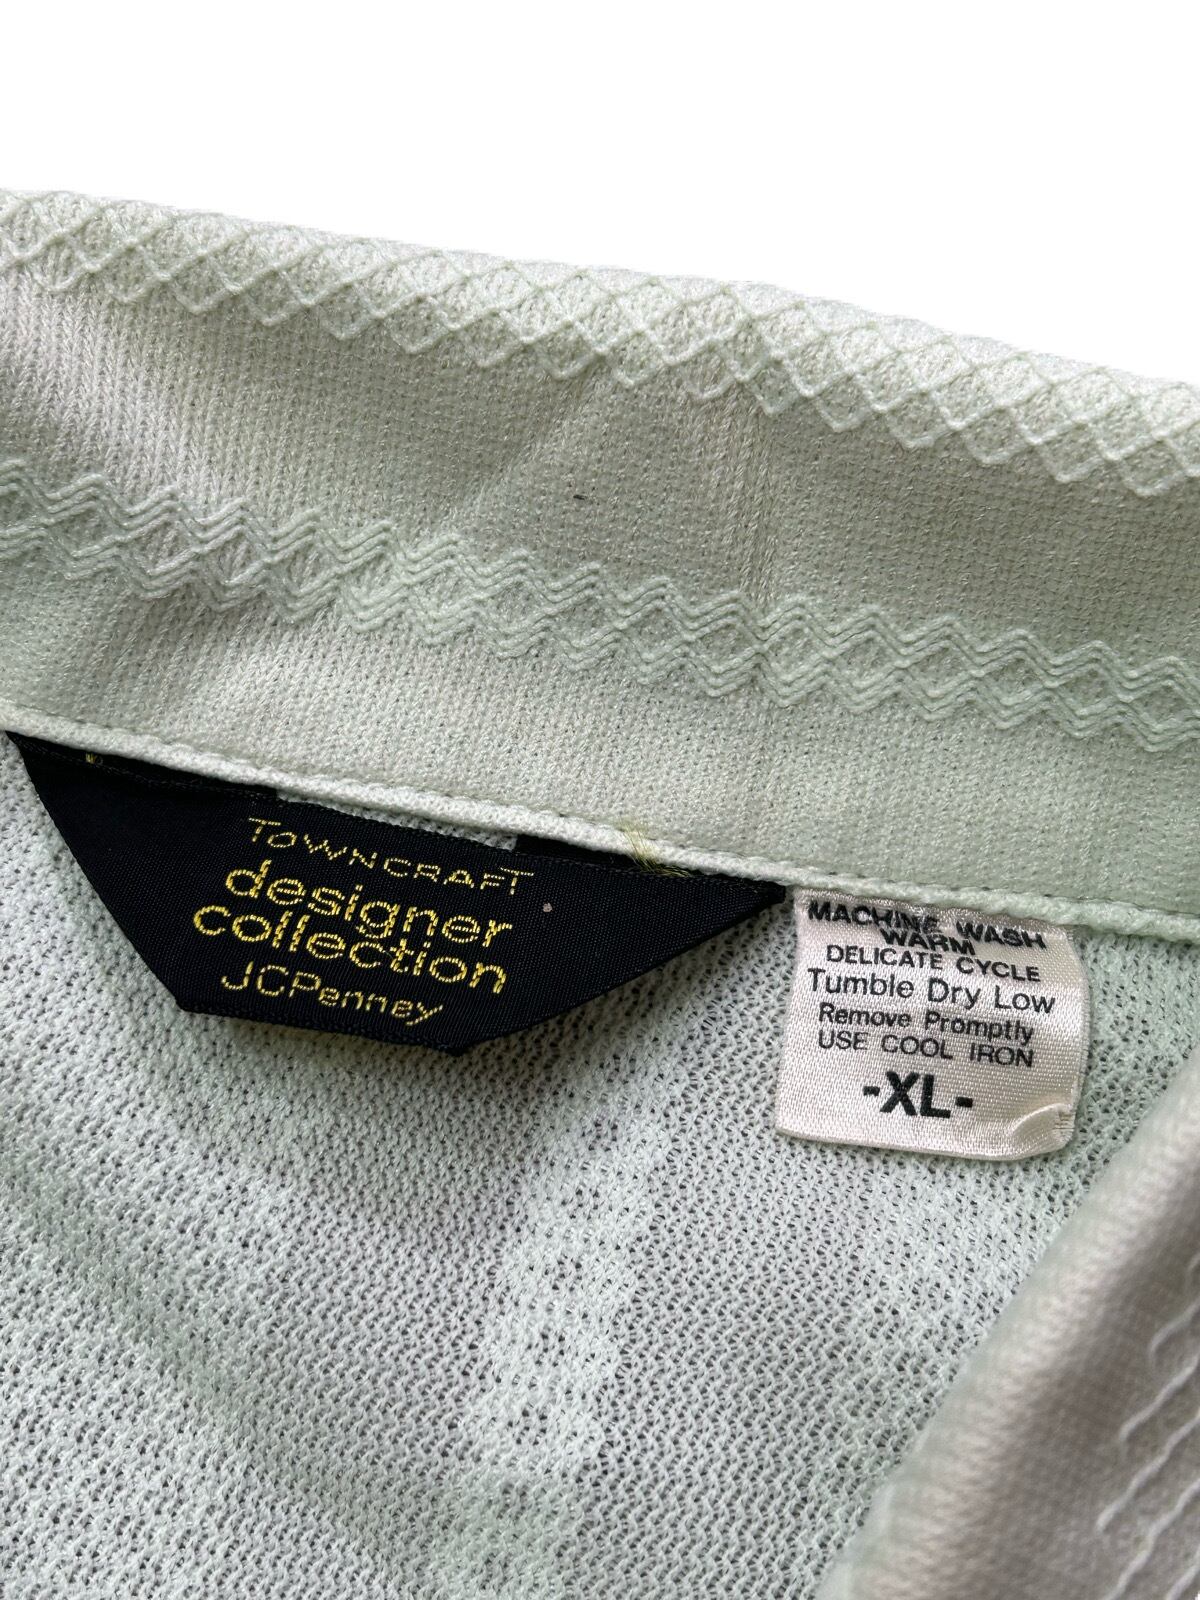 TOWNCRAFT
designer
collection
JCPenney
MACHINE WASH
WARM
DELICATE CYCLE
Tumble Dry Low
Remove Promptly
USE COOL IRON
-XL-